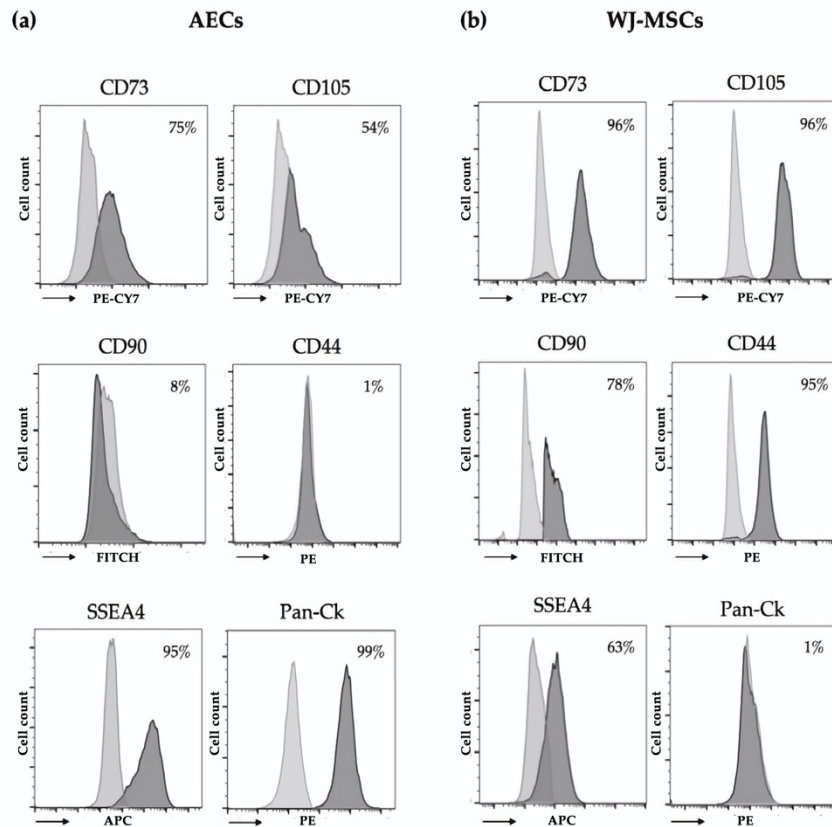 (a) AECs
(b) WJ-MSCs
CD73
CD105
CD73
CD105
75%
54%
96%
96%
Cell count
Cell count
Cell count
Cell count
PE-CY7
PE-CY7
PE-CY7
PE-CY7
CD90
CD44
CD90
CD44
8%
1%
78%
95%
Cell count
Cell count
Cell count
Cell count
FITCH
PE
FITCH
PE
SSEA4
Pan-Ck
SSEA4
Pan-Ck
95%
99%
63%
1%
Cell count
Cell count
Cell count
Cell count
APC
PE
APC
PE